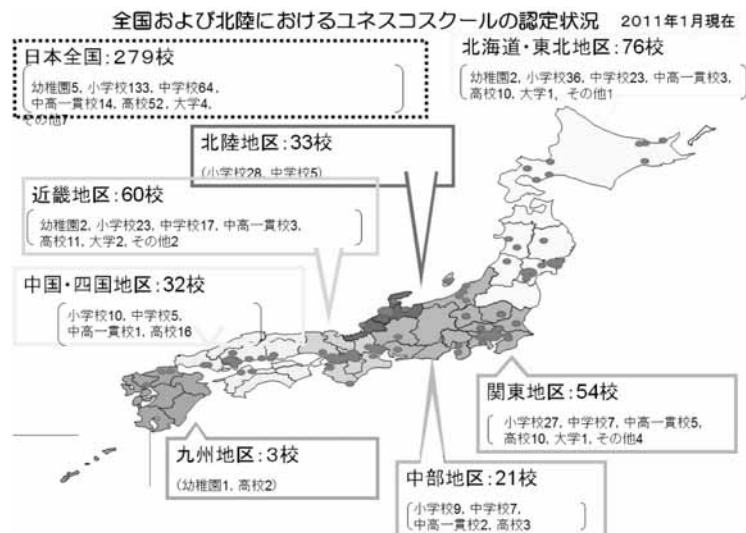 全国および北陸におけるユネスコスクールの認定状況 2011年1月現在
日本全国:279校
幼稚園5, 小学校133, 中学校64,
中高一貫校14, 高校52, 大学4,
その他7
北海道・東北地区:76校
幼稚園2, 小学校36, 中学校23, 中高一貫校3,
高校10, 大学1, その他1
北陸地区:33校
(小学校28, 中学校5)
近畿地区:60校
幼稚園2, 小学校23, 中学校17, 中高一貫校3,
高校11, 大学2, その他2
中国・四国地区:32校
小学校10, 中学校5,
中高一貫校1, 高校16
関東地区:54校
小学校27, 中学校7, 中高一貫校5,
高校10, 大学1, その他4
九州地区:3校
(幼稚園1, 高校2)
中部地区:21校
小学校9, 中学校7,
中高一貫校2, 高校3